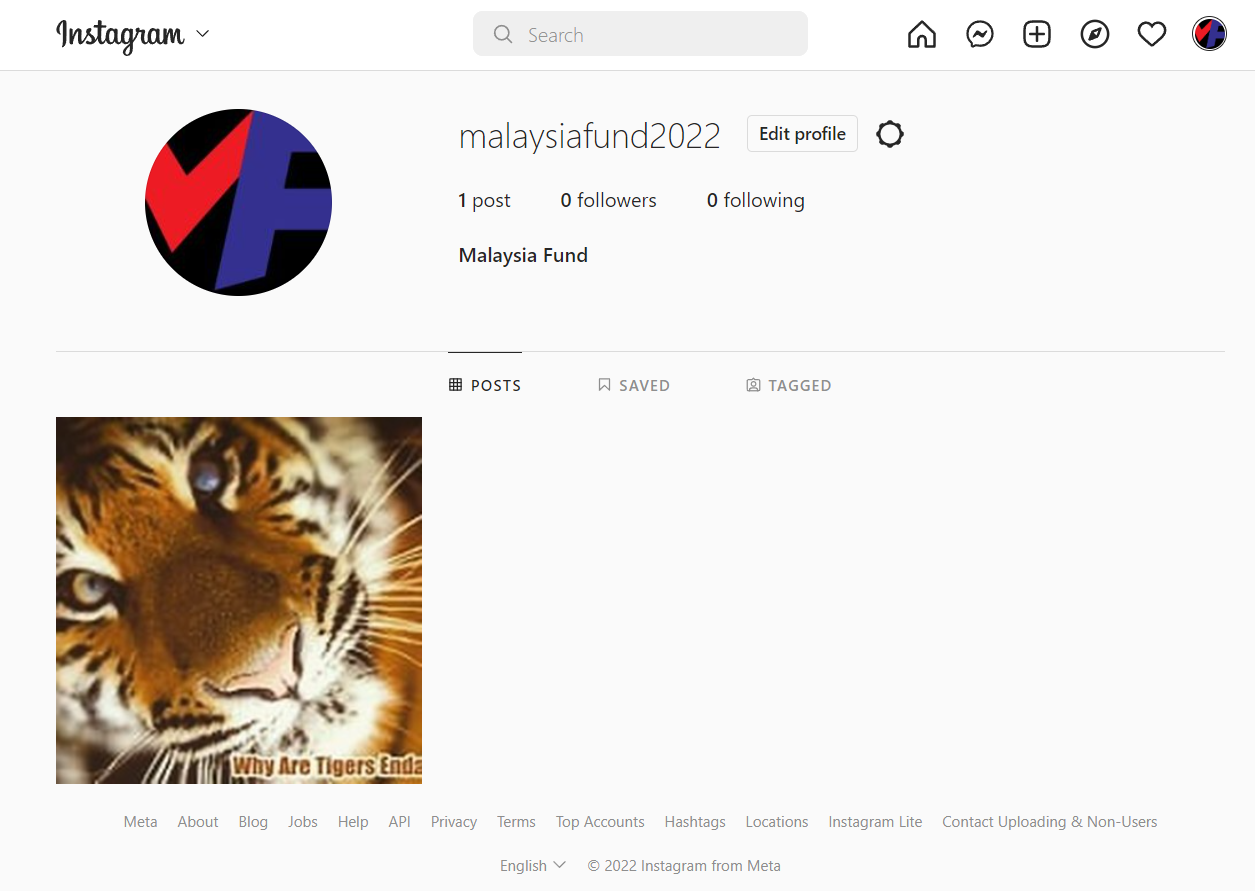 Instagram
Search
malaysiafund2022 Edit profile
1 post 0 followers 0 following
Malaysia Fund
POSTS SAVED TAGGED
Why Are Tigers Enda
Meta About Blog Jobs Help API Privacy Terms Top Accounts Hashtags Locations Instagram Lite Contact Uploading & Non-Users
English © 2022 Instagram from Meta